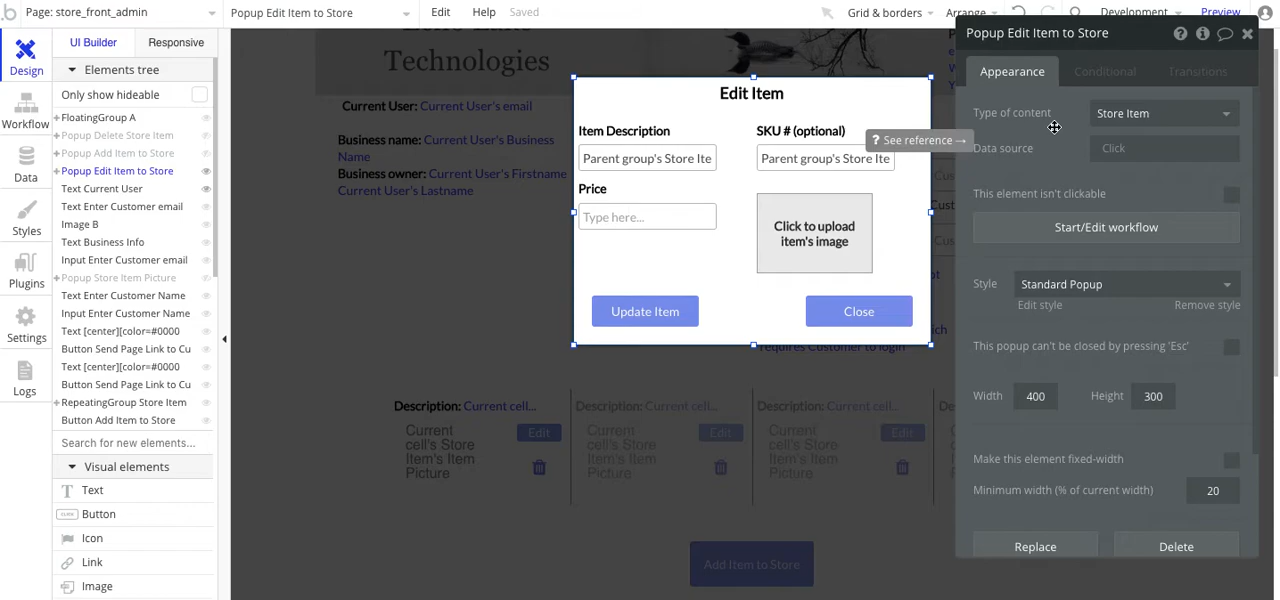 Page: store_front_admin
Popup Edit Item to Store
Edit
Help
Saved
Grid & borders
Arrange
Development
Preview
Design
Workflow
Data
Styles
Plugins
Settings
Logs
UI Builder
Responsive
Elements tree
Only show hideable
FloatingGroup A
Popup Delete Store Item
Popup Add Item to Store
Popup Edit Item to Store
Text Current User
Text Enter Customer email
Image B
Text Business Info
Input Enter Customer email
Popup Store Item Picture
Text Enter Customer Name
Input Enter Customer Name
Text [center][color=#0000
Button Send Page Link to Cu
Text [center][color=#0000
Button Send Page Link to Cu
RepeatingGroup Store Item
Button Add Item to Store
Search for new elements...
Visual elements
Text
CLICK
Button
Icon
Link
Image
Technologies
Current User: Current User's email
Business name: Current User's Business
Name
Business owner: Current User's Firstname
Current User's Lastname
Edit Item
Item Description
Parent group's Store Ite
SKU # (optional)
Parent group's Store Ite
Price
Type here...
Click to upload
item's image
Update Item
Close
? See reference →
requires Customer to login
Description: Current cell...
Current
cell's Store
Item's Item
Picture
Edit
Description: Current cell...
Current
cell's Store
Item's Item
Picture
Edit
Description: Current cell...
Current
cell's Store
Item's Item
Picture
Edit
Add Item to Store
Popup Edit Item to Store
Appearance
Conditional
Transitions
Type of content
Store Item
Data source
Click
This element isn't clickable
Start/Edit workflow
Style
Standard Popup
Edit style
Remove style
This popup can't be closed by pressing 'Esc'
Width
400
Height
300
Make this element fixed-width
Minimum width (% of current width)
20
Replace
Delete